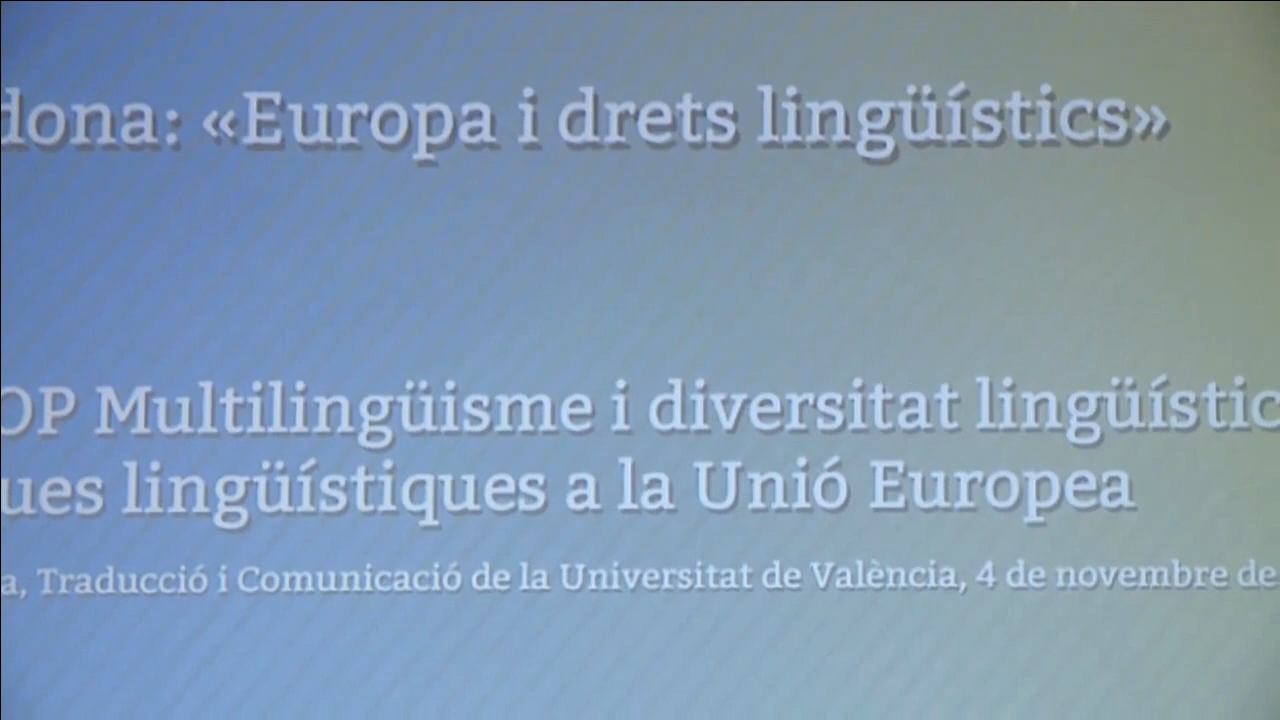 dona: «Europa i drets lingüístics»
OP Multilingüisme i diversitat lingüístic
ues lingüístiques a la Unió Europea
a, Traducció i Comunicació de la Universitat de València, 4 de novembre de